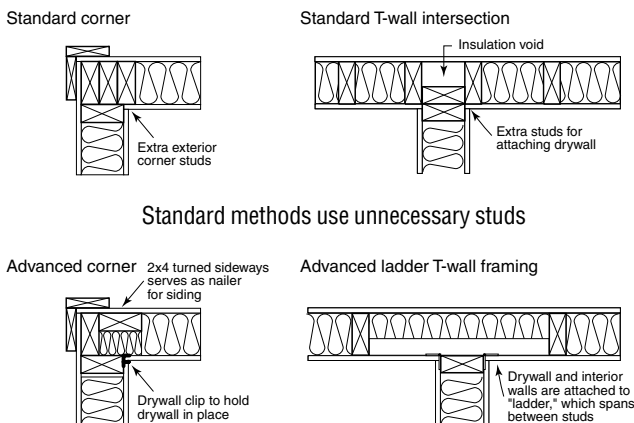 Standard corner
Standard T-wall intersection
Insulation void
Extra exterior
corner studs
Extra studs for
attaching drywall
Standard methods use unnecessary studs
Advanced corner
2x4 turned sideways
serves as nailer
for siding
Advanced ladder T-wall framing
Drywall clip to hold
drywall in place
Drywall and interior
walls are attached to
"ladder," which spans
between studs